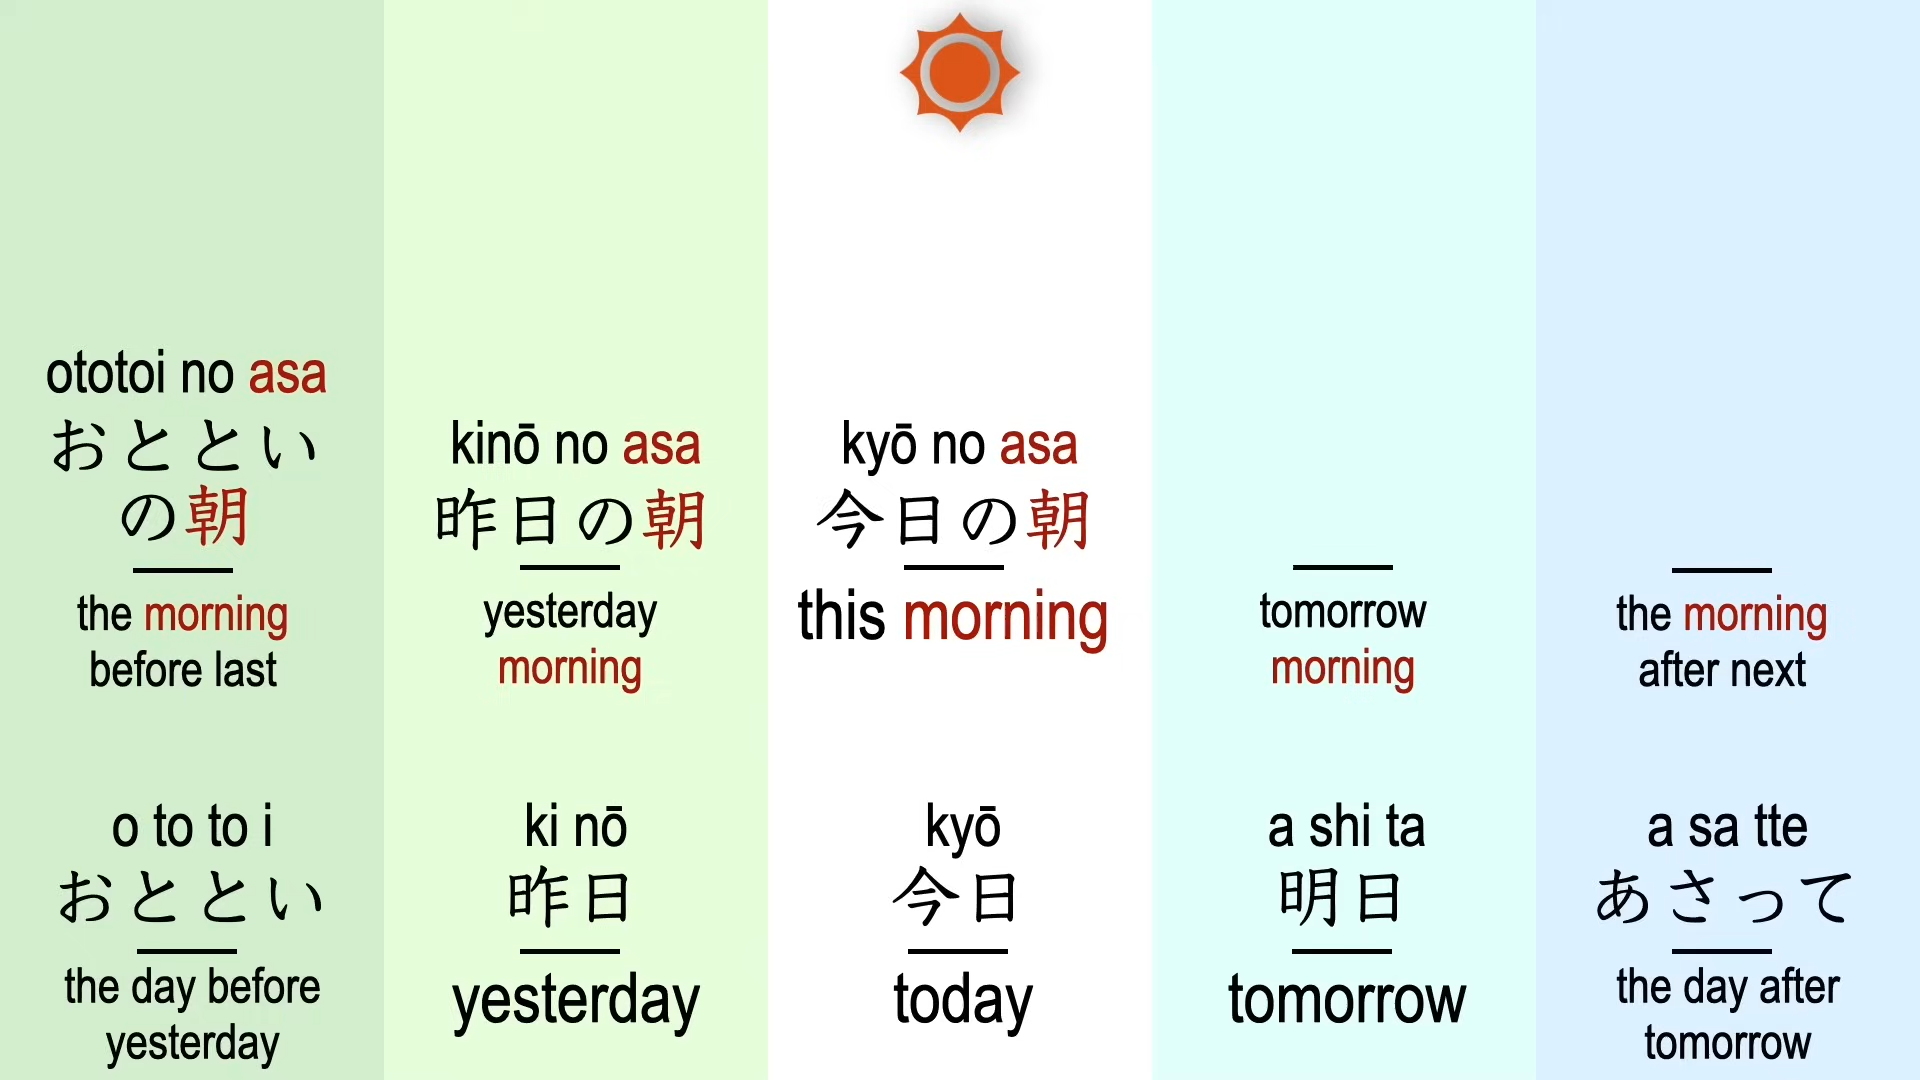 ototoi no asa
おととい
の朝
the morning
before last
kinō no asa
昨日の朝
yesterday
morning
kyō no asa
今日の朝
this morning
tomorrow
morning
the morning
after next
o to to i
おととい
the day before
yesterday
ki nō
昨日
yesterday
kyō
今日
today
a shi ta
明日
tomorrow
a sa tte
あさって
the day after
tomorrow